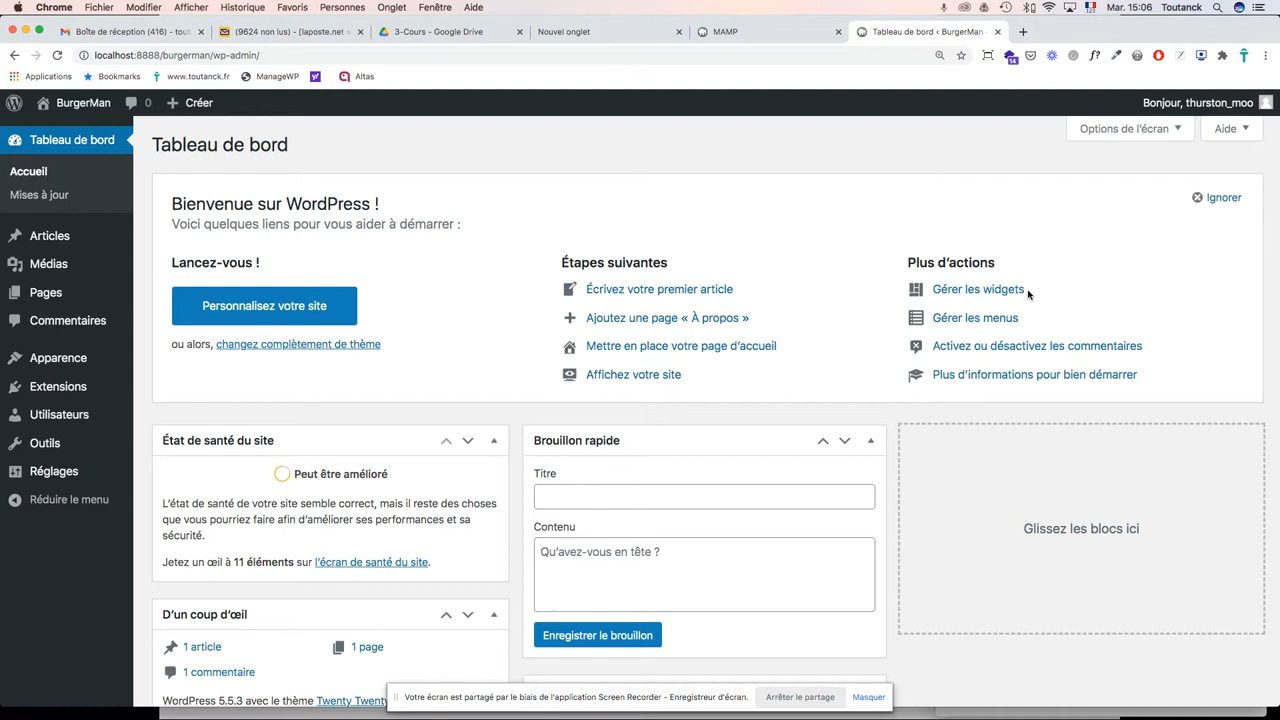 Chrome Fichier Modifier Afficher Historique Favoris Personnes Onglet Fenêtre Aide Mar. 15:06 Toutanck
Boîte de réception (416) - tout (9624 non lus) - [laposte.net 3-Cours - Google Drive Nouvel onglet MAMP Tableau de bord ‹ BurgerMan
localhost:8888/burgerman/wp-admin/
14
Applications Bookmarks www.toutanck.fr ManageWP Altas
BurgerMan 0 Créer Bonjour, thurston_moo
Tableau de bord
Accueil
Mises à jour
Articles
Médias
Pages
Commentaires
Apparence
Extensions
Utilisateurs
Outils
Réglages
Réduire le menu
Options de l'écran Aide
Tableau de bord
Bienvenue sur WordPress !
Ignorer
Voici quelques liens pour vous aider à démarrer :
Lancez-vous !
Personnalisez votre site
ou alors, changez complètement de thème
Étapes suivantes
Écrivez votre premier article
Ajoutez une page « À propos »
Mettre en place votre page d'accueil
Affichez votre site
Plus d'actions
Gérer les widgets
Gérer les menus
Activez ou désactivez les commentaires
Plus d'informations pour bien démarrer
État de santé du site
Peut être amélioré
L'état de santé de votre site semble correct, mais il reste des choses
que vous pourriez faire afin d'améliorer ses performances et sa
sécurité.
Jetez un œil à 11 éléments sur l'écran de santé du site.
D'un coup d'œil
1 article 1 page
1 commentaire
WordPress 5.5.3 avec le thème Twenty Twenty
Brouillon rapide
Titre
Contenu
Qu'avez-vous en tête ?
Enregistrer le brouillon
Glissez les blocs ici
Votre écran est partagé par le biais de l'application Screen Recorder - Enregistreur d'écran. Arrêter le partage Masquer